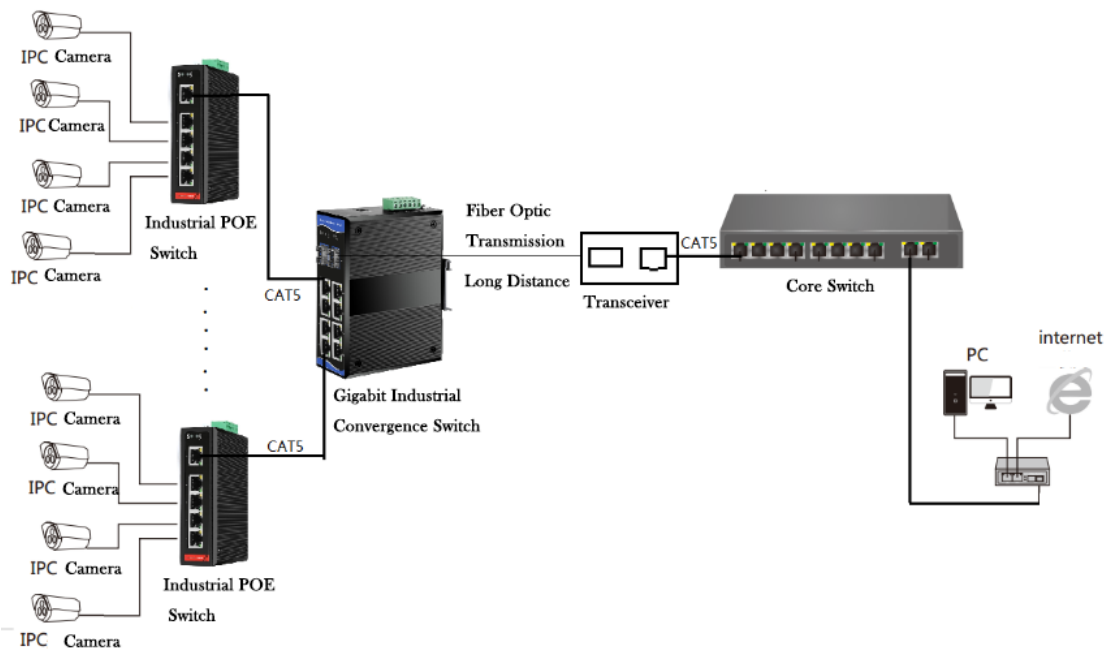 IPC Camera
IPC Camera
IPC Camera
IPC Camera
Industrial POE
Switch
CAT5
Gigabit Industrial
Convergence Switch
Fiber Optic
Transmission
Long Distance
Transceiver
CAT5
Core Switch
internet
PC
IPC Camera
IPC Camera
IPC Camera
IPC Camera
CAT5
Industrial POE
Switch